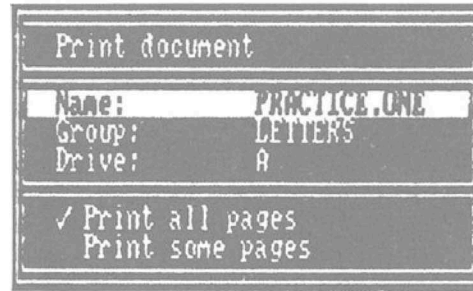 Print document
Name: PRACTICE.ONE
Group: LETTERS
Drive: A
✓ Print all pages
Print some pages